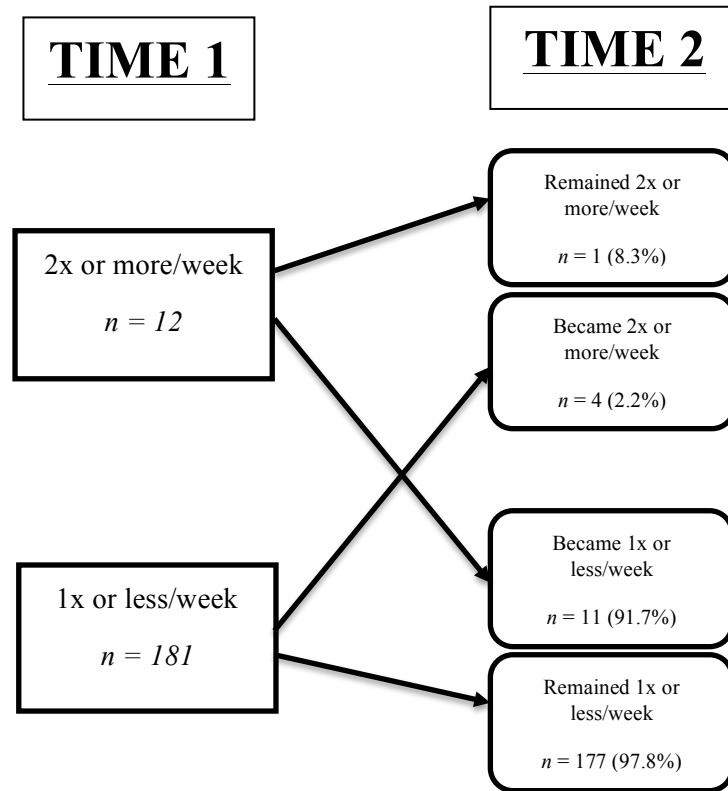 TIME 1
TIME 2
2x or more/week
n = 12
1x or less/week
n = 181
Remained 2x or
more/week
n = 1 (8.3%)
Became 2x or
more/week
n = 4 (2.2%)
Became 1x or
less/week
n = 11 (91.7%)
Remained 1x or
less/week
n = 177 (97.8%)